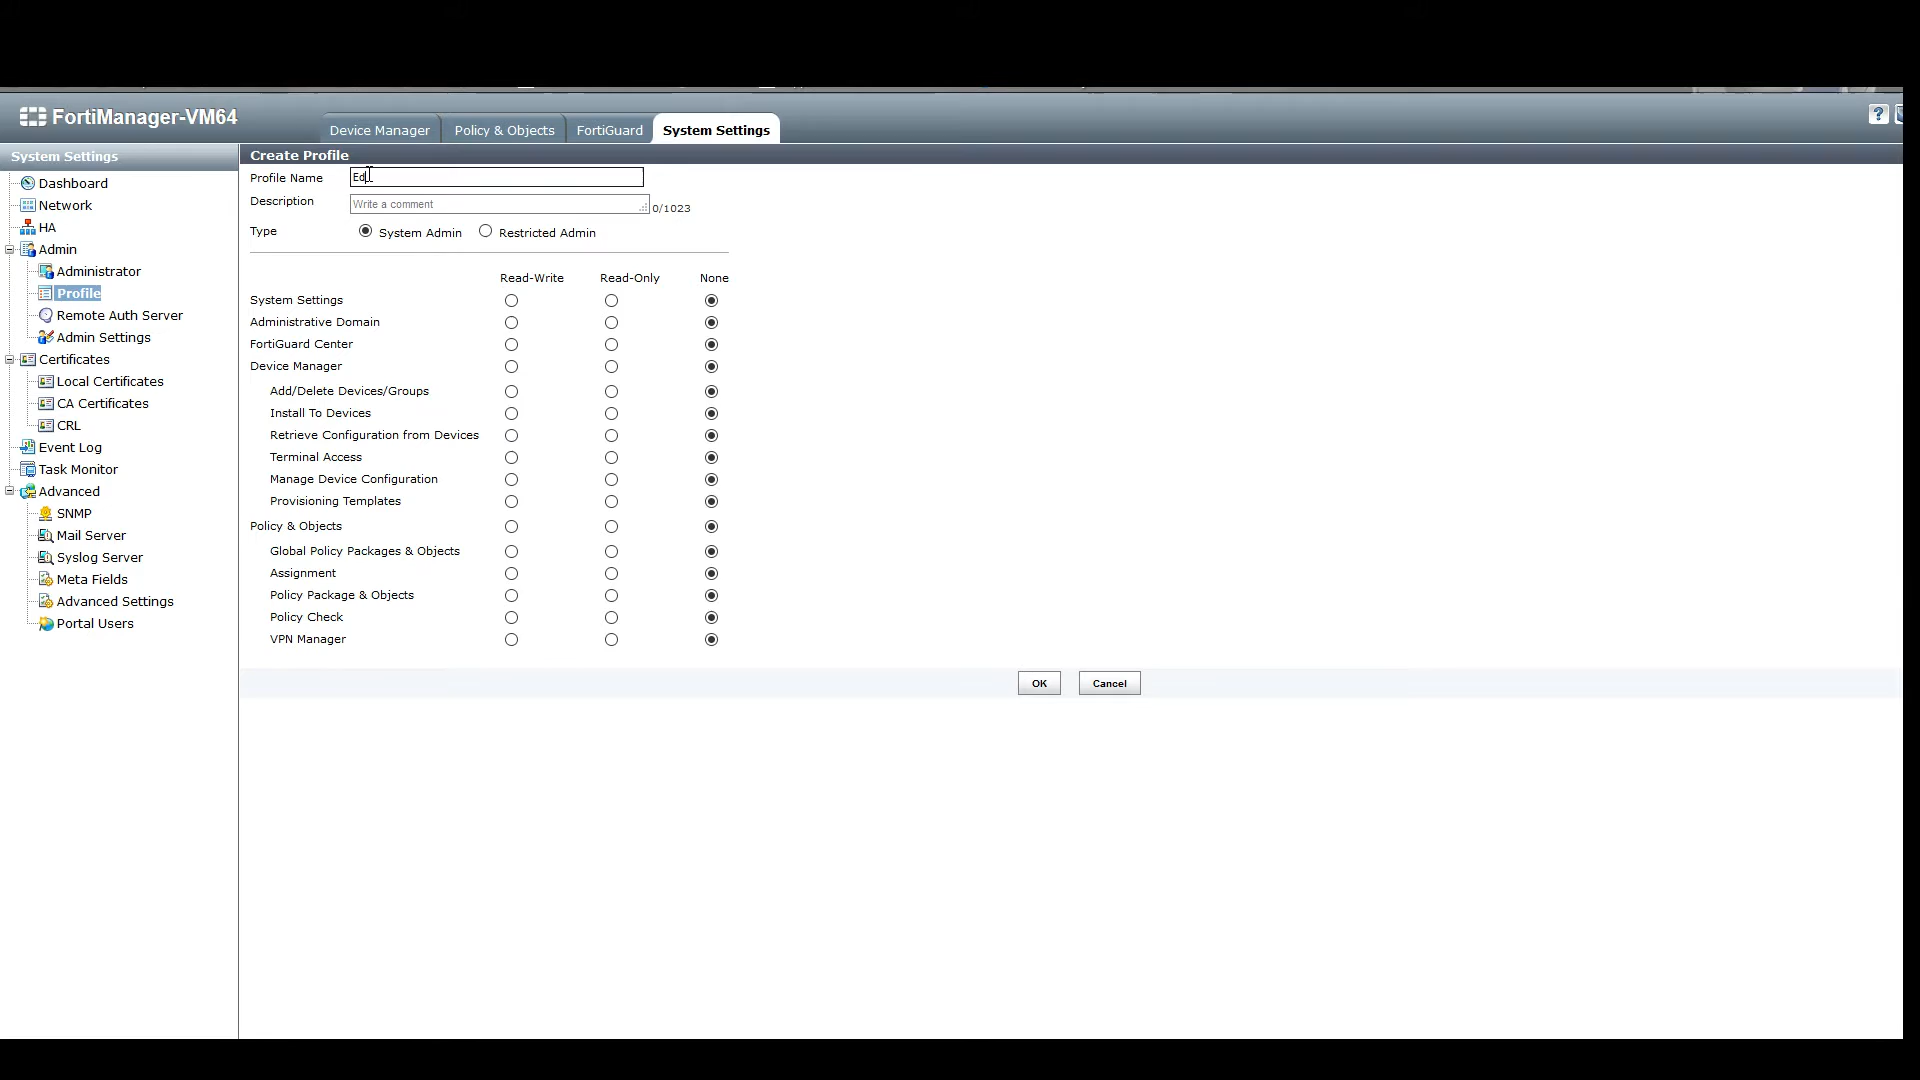 FortiManager-VM64
Device Manager
Policy & Objects
FortiGuard
System Settings
?
System Settings
Dashboard
Network
HA
Admin
Administrator
Profile
Remote Auth Server
Admin Settings
Certificates
Local Certificates
CA Certificates
CRL
Event Log
Task Monitor
Advanced
SNMP
Mail Server
Syslog Server
Meta Fields
Advanced Settings
Portal Users
Create Profile
Profile Name Ed
Description Write a comment 0/1023
Type System Admin Restricted Admin
Read-Write Read-Only None
System Settings
Administrative Domain
FortiGuard Center
Device Manager
Add/Delete Devices/Groups
Install To Devices
Retrieve Configuration from Devices
Terminal Access
Manage Device Configuration
Provisioning Templates
Policy & Objects
Global Policy Packages & Objects
Assignment
Policy Package & Objects
Policy Check
VPN Manager
OK Cancel